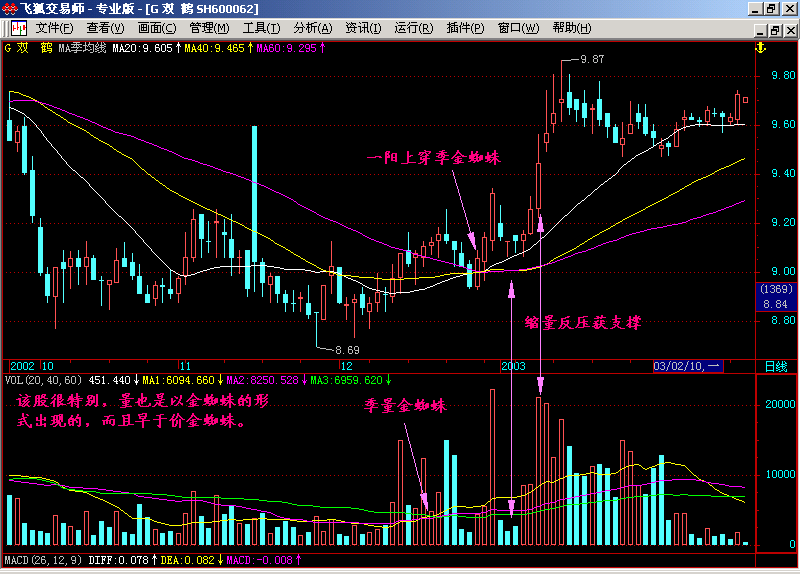 飞狐交易师 - 专业版 - [G 双　鹤 SH600062]
文件(F) 查看(V) 画面(C) 管理(M) 工具(T) 分析(A) 资讯(I) 运行(R) 插件(P) 窗口(W) 帮助(H)
G 双　鹤 MA季均线 MA20:9.605↑MA40:9.465↑MA60:9.295↑
9.87
9.80
9.60
一阳上穿季金蜘蛛
9.40
9.20
9.00
(1369)
8.84
缩量反压获支撑
8.80
8.69
2002 10 11 12 2003 03/02/10,一 日线
VOL(20,40,60) 451.440↓MA1:6094.660↓MA2:8250.528↓MA3:6959.620↓
该股很特别，量也是以金蜘蛛的形
式出现的，而且早于价金蜘蛛。
季量金蜘蛛
20000
10000
0
MACD(26,12,9) DIFF:0.078↑DEA:0.082↓MACD:-0.008↑